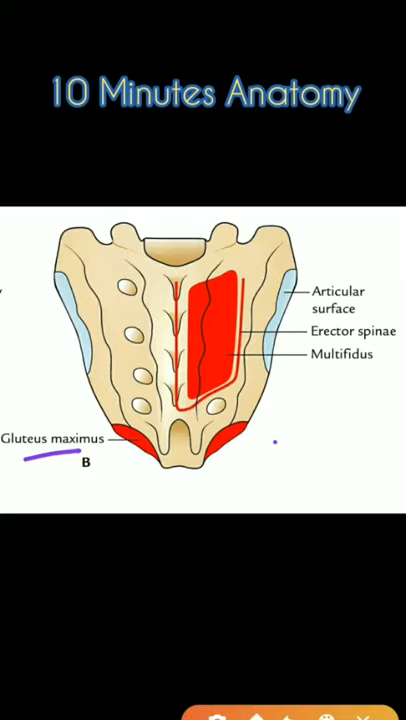 10 Minutes Anatomy
Articular
surface
Erector spinae
Multifidus
Gluteus maximus
B